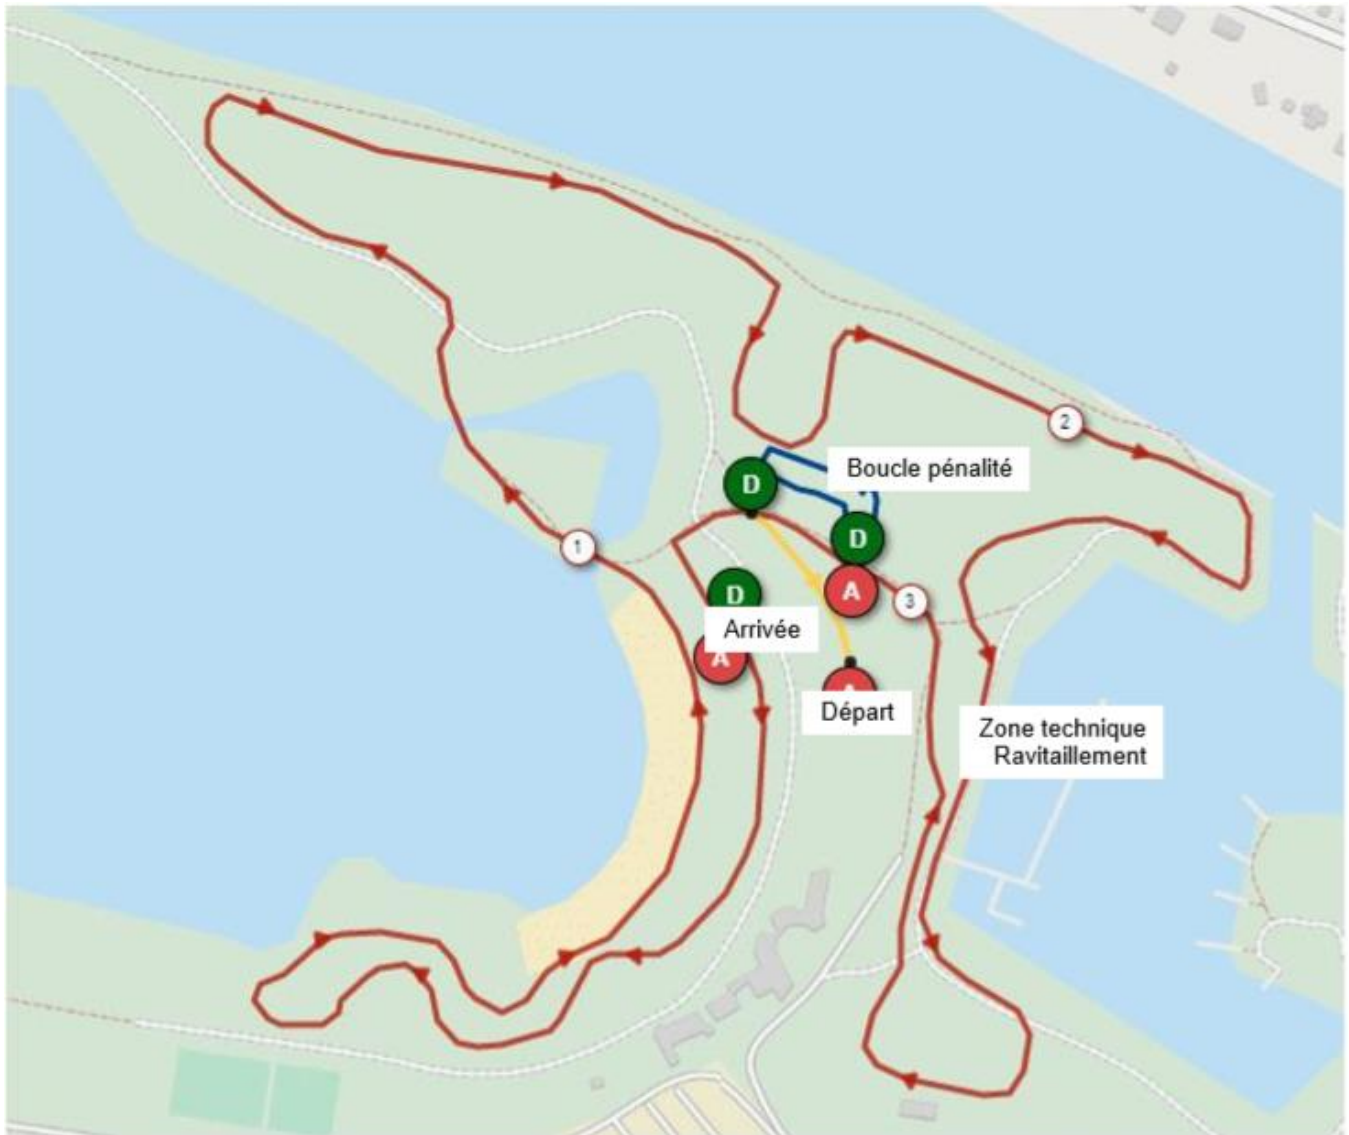 2
Boucle pénalité
D
D
1
D
A
3
Arrivée
A
A
Départ
Zone technique
Ravitaillement